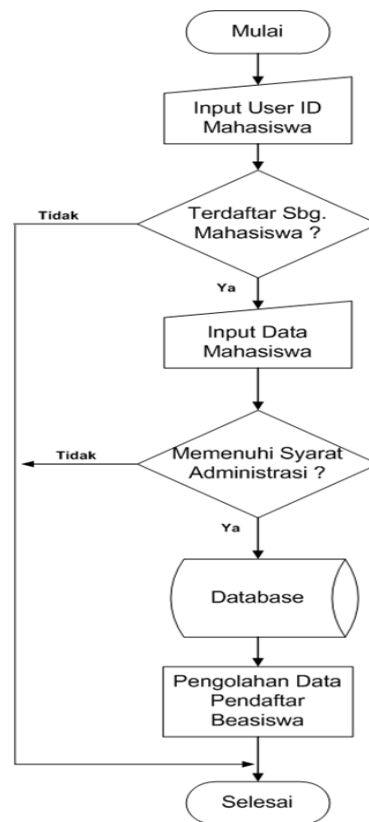 Mulai
Input User ID
Mahasiswa
Terdaftar Sbg.
Mahasiswa ?
Tidak
Ya
Input Data
Mahasiswa
Memenuhi Syarat
Administrasi ?
Tidak
Ya
Database
Pengolahan Data
Pendaftar
Beasiswa
Selesai